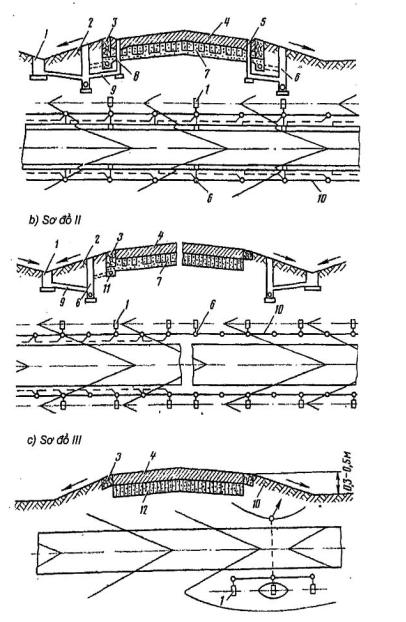 1 2 3 4 5
7 8 6
9
1
6 10
b) Sơ đồ II
1 2 3 4
7 11
9 6
1 6 10
c) Sơ đồ III
3 4
12 10
0,3-0,5м
1